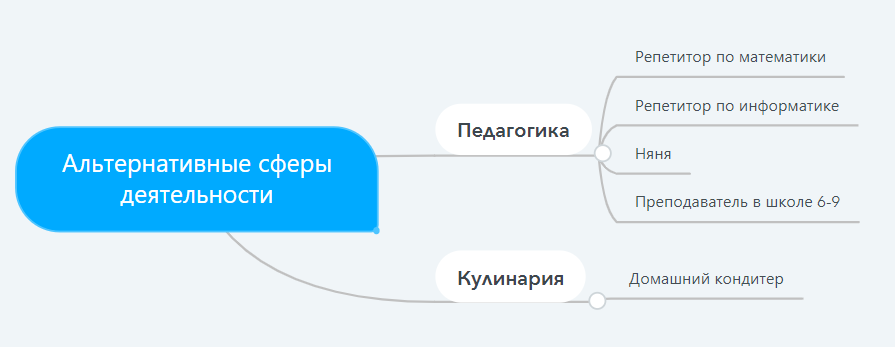 Альтернативные сферы
деятельности
Педагогика
Репетитор по математики
Репетитор по информатике
Няня
Преподаватель в школе 6-9
Кулинария
Домашний кондитер